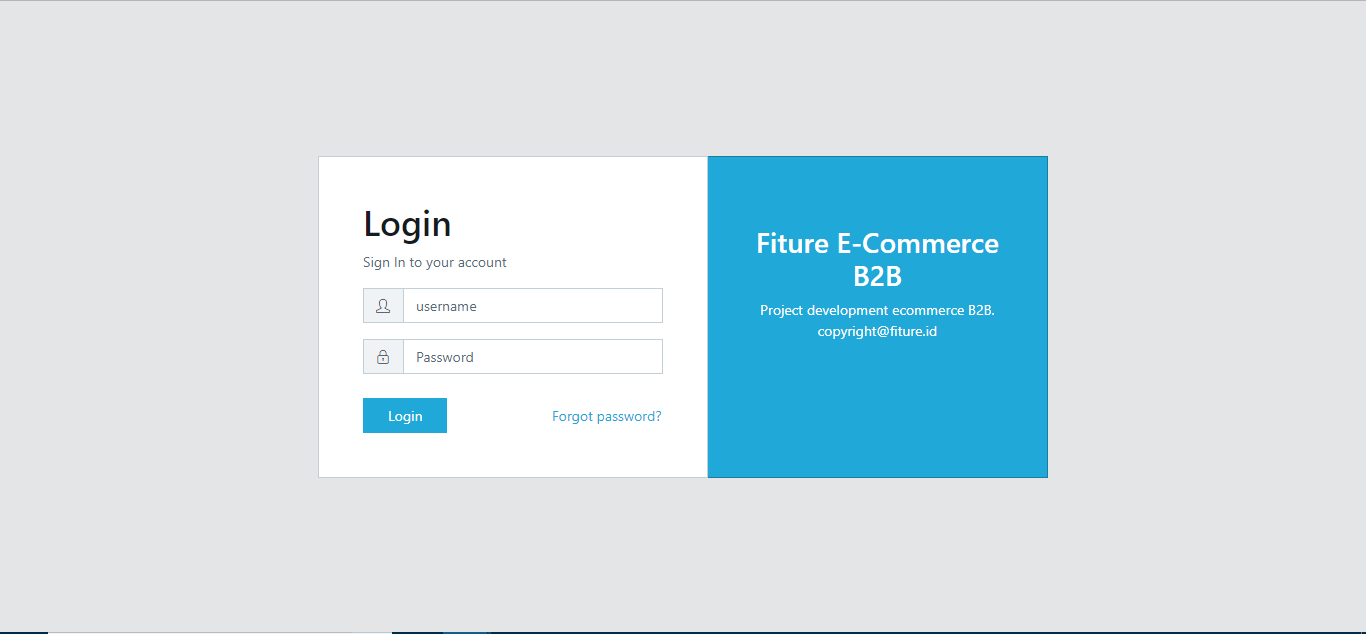 Login
Sign In to your account
username
Password
Login
Forgot password?
Fiture E-Commerce
B2B
Project development ecommerce B2B.
copyright@fiture.id